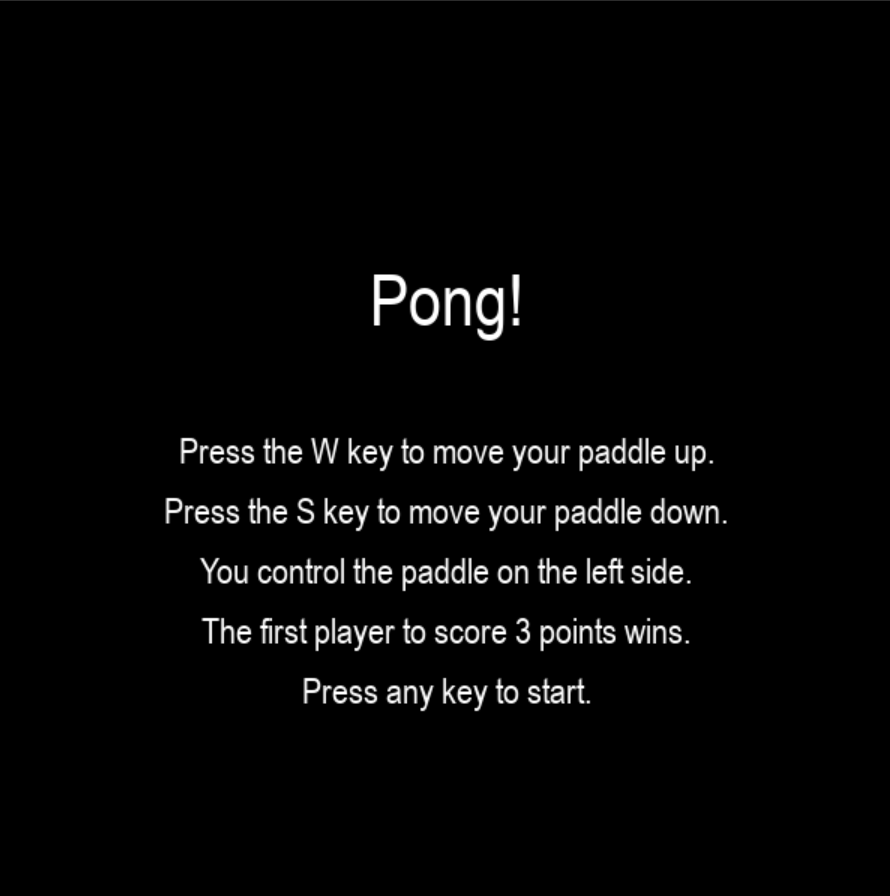 Pong!
Press the W key to move your paddle up.
Press the S key to move your paddle down.
You control the paddle on the left side.
The first player to score 3 points wins.
Press any key to start.